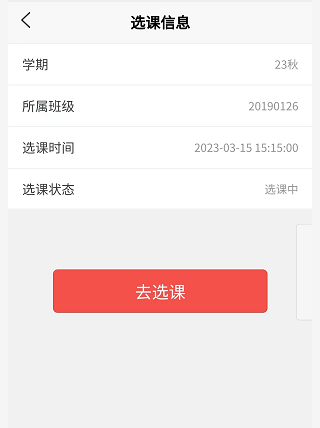 选课信息
学期 23秋
所属班级 20190126
选课时间 2023-03-15 15:15:00
选课状态 选课中
去选课